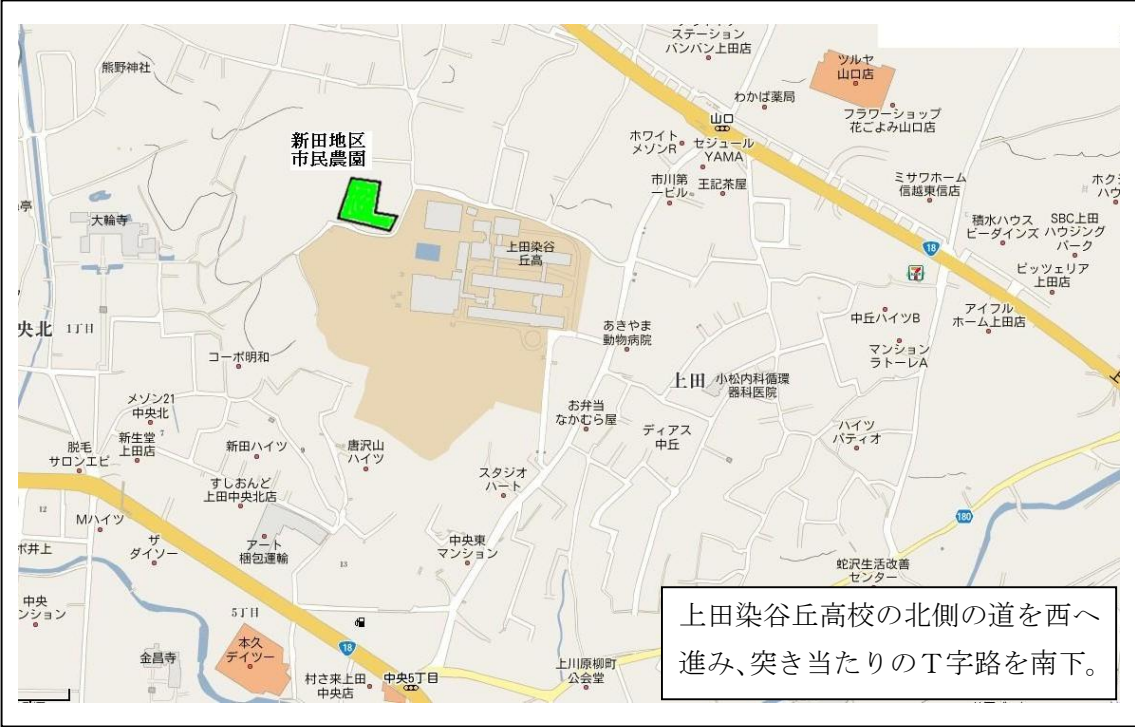 ステーション
バンバン上田店
ツルヤ
山口店
熊野神社
わかば薬局
フラワーショップ
花ごよみ山口店
山口
新田地区
市民農園
ホワイト
メゾンR
セジュール
YAMA
市川第
一ビル
王記茶屋
ミサワホーム
信越東信店
大輪寺
積水ハウス
ビーダインズ
SBC上田
ハウジング
パーク
上田染谷
丘高
18
ピッツェリア
上田店
中丘ハイツB
アイフル
ホーム上田店
央北
1丁目
あきやま
動物病院
マンション
ラトーレA
コーポ明和
上田
小松内科循環
器科医院
メゾン21
中央北
お弁当
なかむら屋
ディアス
中丘
ハイツ
パティオ
新生堂
上田店
7
脱毛
サロンエピ
新田ハイツ
唐沢山
ハイツ
スタジオ
ハート
すしおんど
上田中央北店
12
Mハイツ
180
ザ
ダイソー
アート
梱包運輸
中央東
マンション
13
ポ井上
蛇沢生活改善
センター
中央
ンション
5丁目
上田染谷丘高校の北側の道を西へ
進み、突き当たりのT字路を南下。
本久
デイツー
18
金昌寺
村さ来上田
中央店
中央5丁目
上川原柳町
公会堂